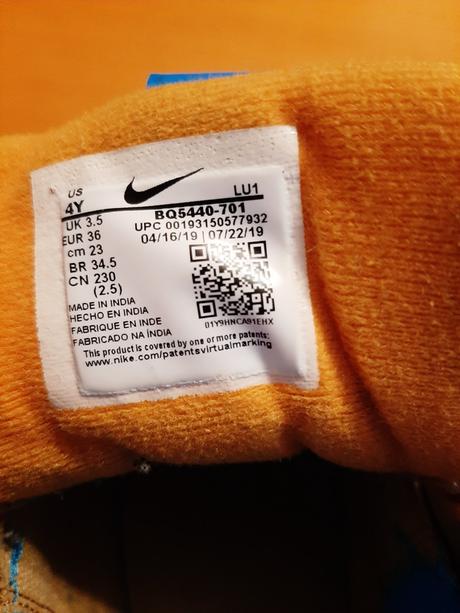 US
LU1
4Y
BQ5440-701
UK 3.5
UPC 00193150577932
EUR 36
04/16/19 07/22/19
cm 23
BR 34.5
CN 230
(2.5)
01Y9HNCA91EHX
MADE IN INDIA
HECHO EN INDIA
FABRIQUE EN INDE
FABRICADO NA ÍNDIA
This product is covered by one or more patents:
www.nike.com/patentsvirtualmarking